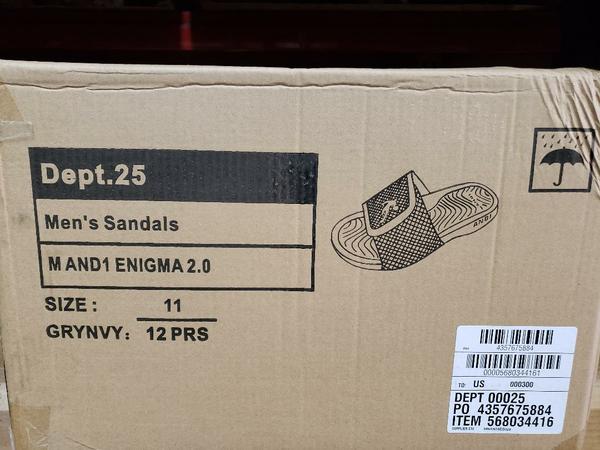 Dept.25
Men's Sandals
M AND1 ENIGMA 2.0
SIZE : 11
GRYNVY: 12 PRS
AND1
4357675884
00005680344161
TO: US 000300
DEPT 00025
PO 4357675884
ITEM 568034416